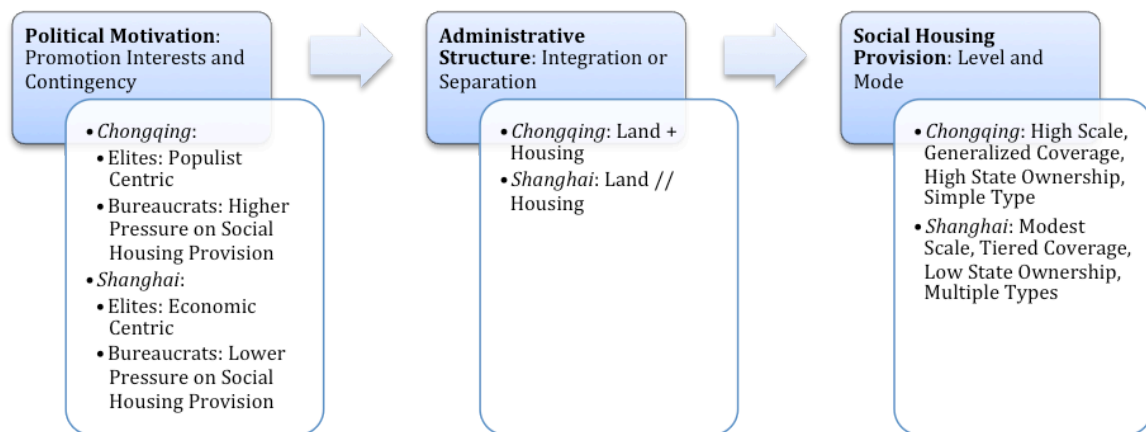 Political Motivation:
Promotion Interests and
Contingency
• Chongqing:
• Elites: Populist
Centric
• Bureaucrats: Higher
Pressure on Social
Housing Provision
• Shanghai:
• Elites: Economic
Centric
• Bureaucrats: Lower
Pressure on Social
Housing Provision
Administrative
Structure: Integration or
Separation
• Chongqing: Land +
Housing
• Shanghai: Land //
Housing
Social Housing
Provision: Level and
Mode
• Chongqing: High Scale,
Generalized Coverage,
High State Ownership,
Simple Type
• Shanghai: Modest
Scale, Tiered Coverage,
Low State Ownership,
Multiple Types